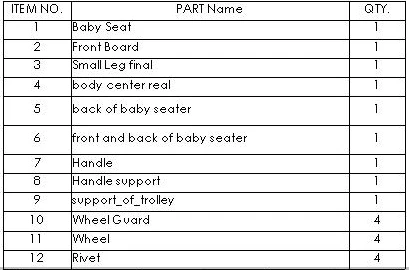 ITEM NO. PART Name QTY.
1 Baby Seat 1
2 Front Board 1
3 Small Leg final 1
4 body center real 1
5 back of baby seater 1
6 front and back of baby seater 1
7 Handle 1
8 Handle support 1
9 support_of_trolley 1
10 Wheel Guard 4
11 Wheel 4
12 Rivet 4